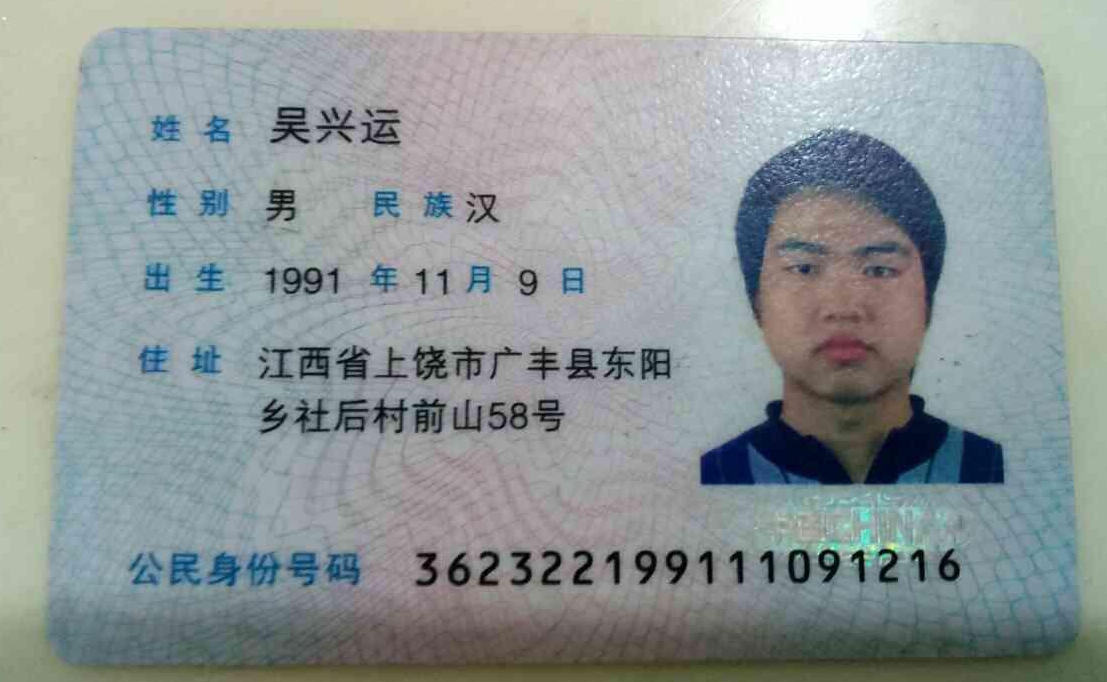 姓名 吴兴运
性别 男 民族 汉
出生 1991 年 11 月 9 日
住址 江西省上饶市广丰县东阳
乡社后村前山58号
公民身份号码 362322199111091216